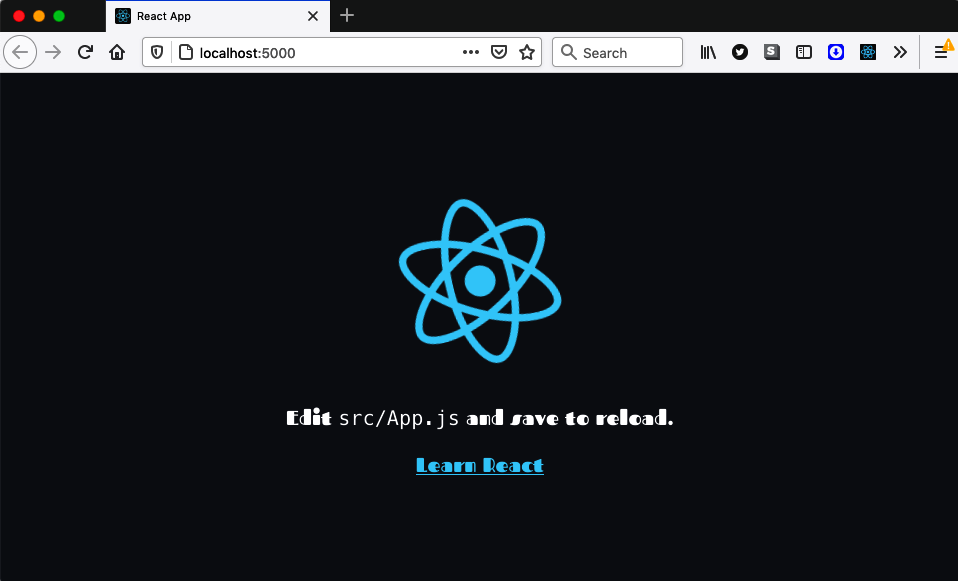 React App
localhost:5000
Search
S
Edit src/App.js and save to reload.
Learn React